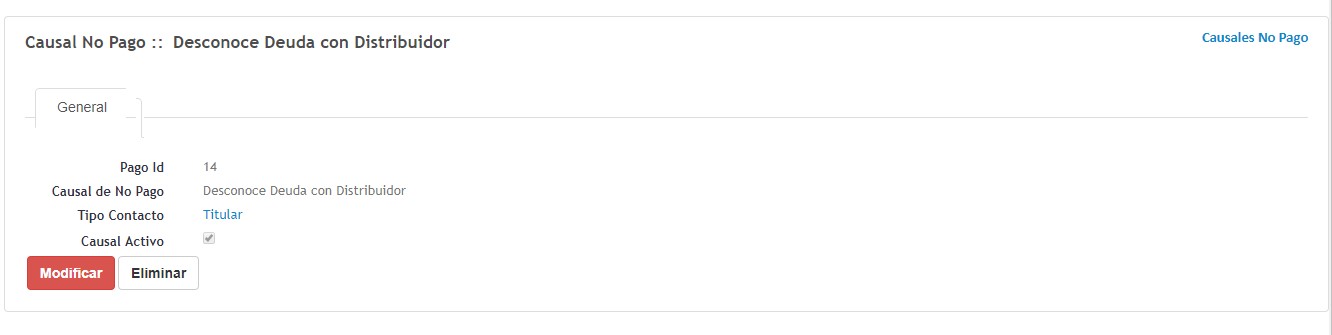 Causal No Pago :: Desconoce Deuda con Distribuidor
Causales No Pago
General
Pago Id 14
Causal de No Pago Desconoce Deuda con Distribuidor
Tipo Contacto Titular
Causal Activo
Modificar Eliminar